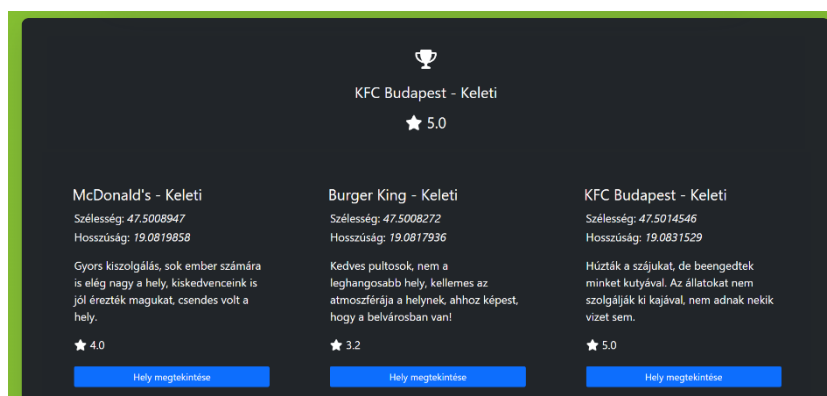 KFC Budapest - Keleti
5.0
McDonald's - Keleti
Szélesség: 47.5008947
Hosszúság: 19.0819858
Gyors kiszolgálás, sok ember számára
is elég nagy a hely, kiskedvenceink is
jól érezték magukat, csendes volt a
hely.
4.0
Hely megtekintése
Burger King - Keleti
Szélesség: 47.5008272
Hosszúság: 19.0817936
Kedves pultosok, nem a
leghangosabb hely, kellemes az
atmoszférája a helynek, ahhoz képest,
hogy a belvárosban van!
3.2
Hely megtekintése
KFC Budapest - Keleti
Szélesség: 47.5014546
Hosszúság: 19.0831529
Húzták a szájukat, de beengedtek
minket kutyával. Az állatokat nem
szolgálják ki kajával, nem adnak nekik
vizet sem.
5.0
Hely megtekintése